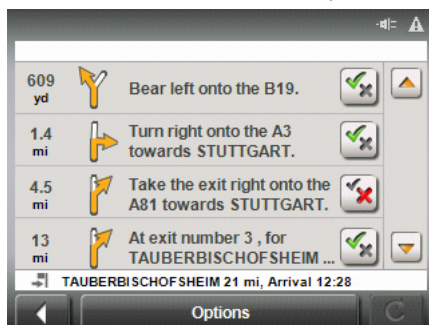 609
yd
Bear left onto the B19.
1.4
mi
Turn right onto the A3
towards STUTTGART.
4.5
mi
Take the exit right onto the
A81 towards STUTTGART.
13
mi
At exit number 3 , for
TAUBERBISCHOFSHEIM ...
TAUBERBISCHOFSHEIM 21 mi, Arrival 12:28
Options